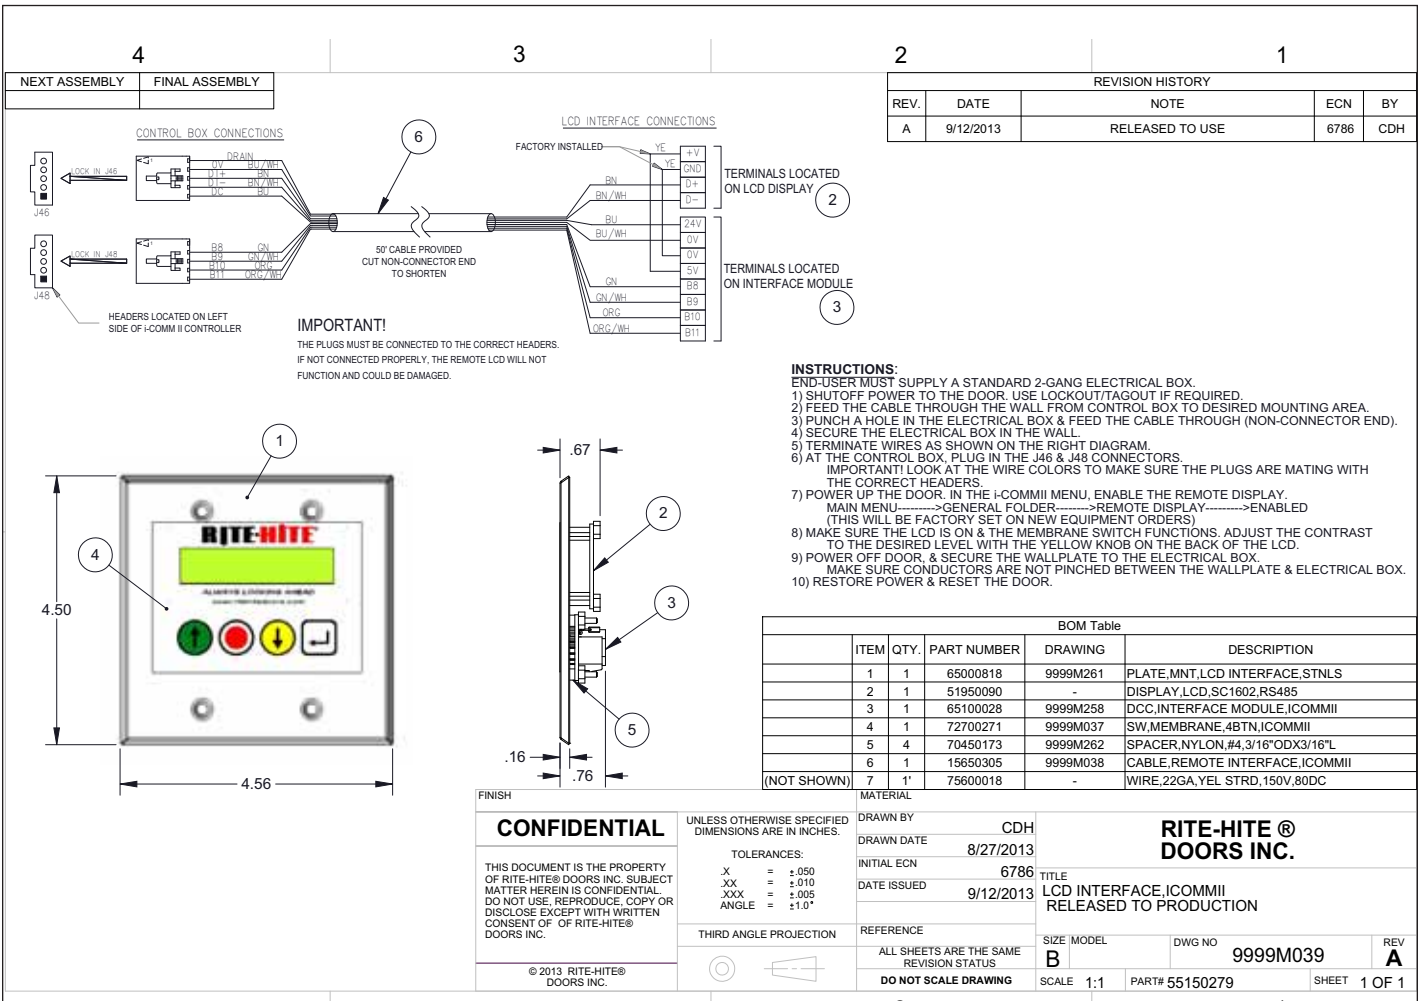 4
3
2
1
NEXT ASSEMBLY FINAL ASSEMBLY
REVISION HISTORY
REV. DATE NOTE ECN BY
A 9/12/2013 RELEASED TO USE 6786 CDH
CONTROL BOX CONNECTIONS
LCD INTERFACE CONNECTIONS
6
DRAIN
0V BU/WH
D1+ BN
D1- BN/WH
DC BU
LOCK IN J46
J46
B8 GN
B9 GN/WH
B10 ORG
B11 ORG/WH
LOCK IN J48
J48
HEADERS LOCATED ON LEFT
SIDE OF i-COMM II CONTROLLER
50' CABLE PROVIDED
CUT NON-CONNECTOR END
TO SHORTEN
FACTORY INSTALLED
YE +V
YE GND
BN D+
BN/WH D-
BU 24V
BU/WH 0V
0V
5V
GN B8
GN/WH B9
ORG B10
ORG/WH B11
TERMINALS LOCATED
ON LCD DISPLAY
2
TERMINALS LOCATED
ON INTERFACE MODULE
3
IMPORTANT!
THE PLUGS MUST BE CONNECTED TO THE CORRECT HEADERS.
IF NOT CONNECTED PROPERLY, THE REMOTE LCD WILL NOT
FUNCTION AND COULD BE DAMAGED.
INSTRUCTIONS:
END-USER MUST SUPPLY A STANDARD 2-GANG ELECTRICAL BOX.
1) SHUTOFF POWER TO THE DOOR. USE LOCKOUT/TAGOUT IF REQUIRED.
2) FEED THE CABLE THROUGH THE WALL FROM CONTROL BOX TO DESIRED MOUNTING AREA.
3) PUNCH A HOLE IN THE ELECTRICAL BOX & FEED THE CABLE THROUGH (NON-CONNECTOR END).
4) SECURE THE ELECTRICAL BOX IN THE WALL.
5) TERMINATE WIRES AS SHOWN ON THE RIGHT DIAGRAM.
6) AT THE CONTROL BOX, PLUG IN THE J46 & J48 CONNECTORS.
IMPORTANT! LOOK AT THE WIRE COLORS TO MAKE SURE THE PLUGS ARE MATING WITH
THE CORRECT HEADERS.
7) POWER UP THE DOOR. IN THE i-COMMII MENU, ENABLE THE REMOTE DISPLAY.
MAIN MENU--------->GENERAL FOLDER-------->REMOTE DISPLAY--------->ENABLED
(THIS WILL BE FACTORY SET ON NEW EQUIPMENT ORDERS)
8) MAKE SURE THE LCD IS ON & THE MEMBRANE SWITCH FUNCTIONS. ADJUST THE CONTRAST
TO THE DESIRED LEVEL WITH THE YELLOW KNOB ON THE BACK OF THE LCD.
9) POWER OFF DOOR, & SECURE THE WALLPLATE TO THE ELECTRICAL BOX.
MAKE SURE CONDUCTORS ARE NOT PINCHED BETWEEN THE WALLPLATE & ELECTRICAL BOX.
10) RESTORE POWER & RESET THE DOOR.
1
4
RITE-HITE
ALWAYS LOOKING AHEAD
4.50
4.56
.67
2
3
5
.16
.76
BOM Table
ITEM QTY. PART NUMBER DRAWING DESCRIPTION
1 1 65000818 9999M261 PLATE,MNT,LCD INTERFACE,STNLS
2 1 51950090 - DISPLAY,LCD,SC1602,RS485
3 1 65100028 9999M258 DCC,INTERFACE MODULE,ICOMMII
4 1 72700271 9999M037 SW,MEMBRANE,4BTN,ICOMMII
5 4 70450173 9999M262 SPACER,NYLON,#4,3/16"ODX3/16"L
6 1 15650305 9999M038 CABLE,REMOTE INTERFACE,ICOMMII
(NOT SHOWN) 7 1' 75600018 - WIRE,22GA,YEL STRD,150V,80DC
FINISH
CONFIDENTIAL
THIS DOCUMENT IS THE PROPERTY
OF RITE-HITE® DOORS INC. SUBJECT
MATTER HEREIN IS CONFIDENTIAL.
DO NOT USE, REPRODUCE, COPY OR
DISCLOSE EXCEPT WITH WRITTEN
CONSENT OF OF RITE-HITE®
DOORS INC.
© 2013 RITE-HITE®
DOORS INC.
UNLESS OTHERWISE SPECIFIED
DIMENSIONS ARE IN INCHES.
TOLERANCES:
.X = ±.050
.XX = ±.010
.XXX = ±.005
ANGLE = ±1.0°
THIRD ANGLE PROJECTION
MATERIAL
DRAWN BY CDH
DRAWN DATE 8/27/2013
INITIAL ECN 6786
DATE ISSUED 9/12/2013
REFERENCE
ALL SHEETS ARE THE SAME
REVISION STATUS
DO NOT SCALE DRAWING
RITE-HITE ®
DOORS INC.
TITLE
LCD INTERFACE,ICOMMII
RELEASED TO PRODUCTION
SIZE MODEL DWG NO REV
B 9999M039 A
SCALE 1:1 PART# 55150279 SHEET 1 OF 1